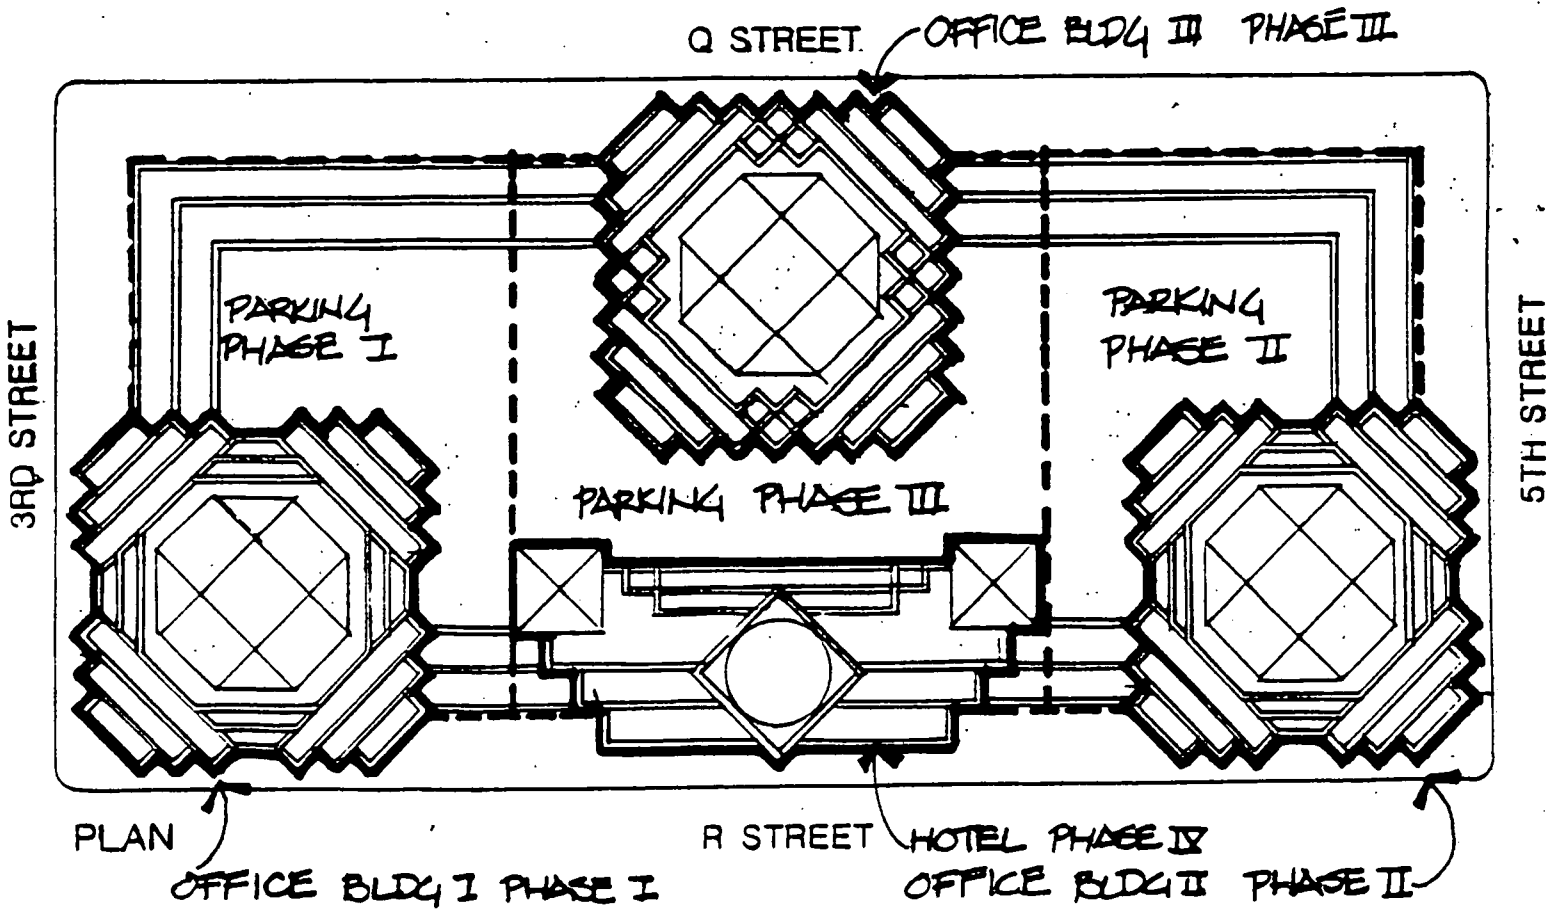 Q STREET
OFFICE BLDG III PHASE III
PARKING
PHASE I
PARKING
PHASE II
3RD STREET
5TH STREET
PARKING PHASE III
PLAN
R STREET
HOTEL PHASE IV
OFFICE BLDG I PHASE I
OFFICE BLDG II PHASE II